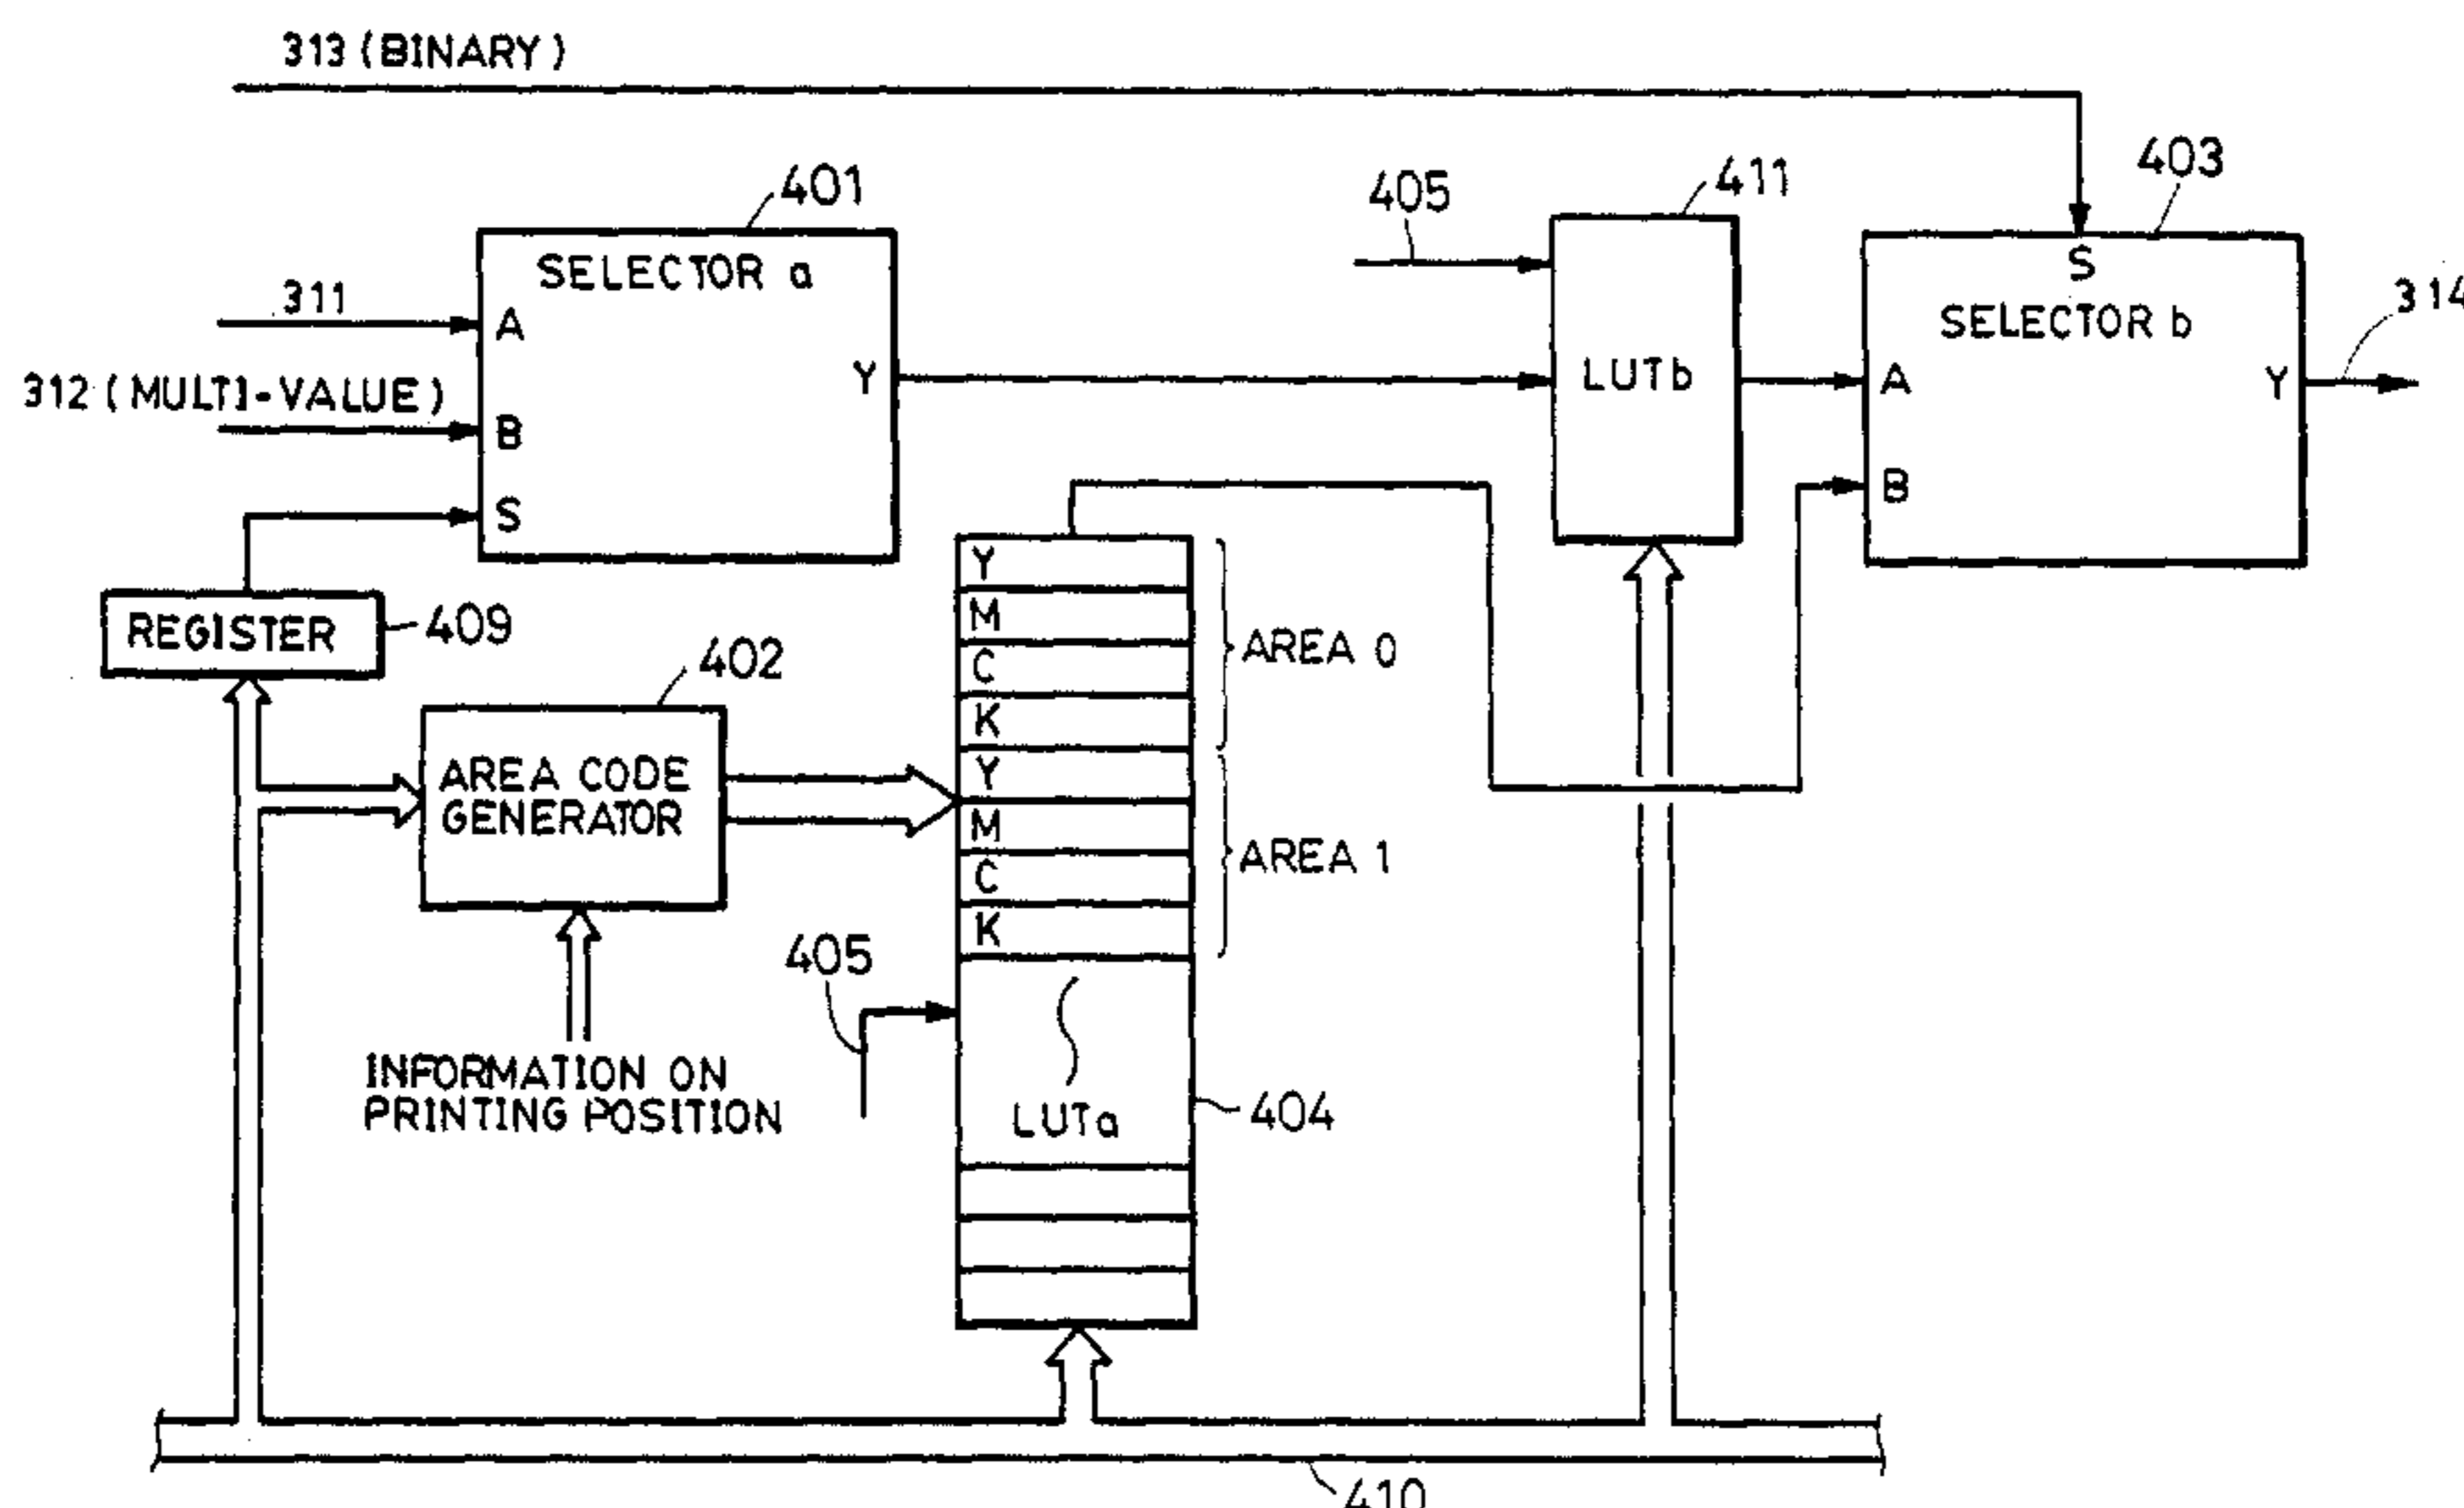 313 (BINARY)
401
SELECTOR a
311
A
312 (MULTI-VALUE)
B
S
Y
405
411
LUTb
403
S
SELECTOR b
A
B
Y
314
REGISTER
409
402
AREA CODE
GENERATOR
INFORMATION ON
PRINTING POSITION
Y
M
C
K
AREA 0
Y
M
C
K
AREA 1
405
LUTa
404
410